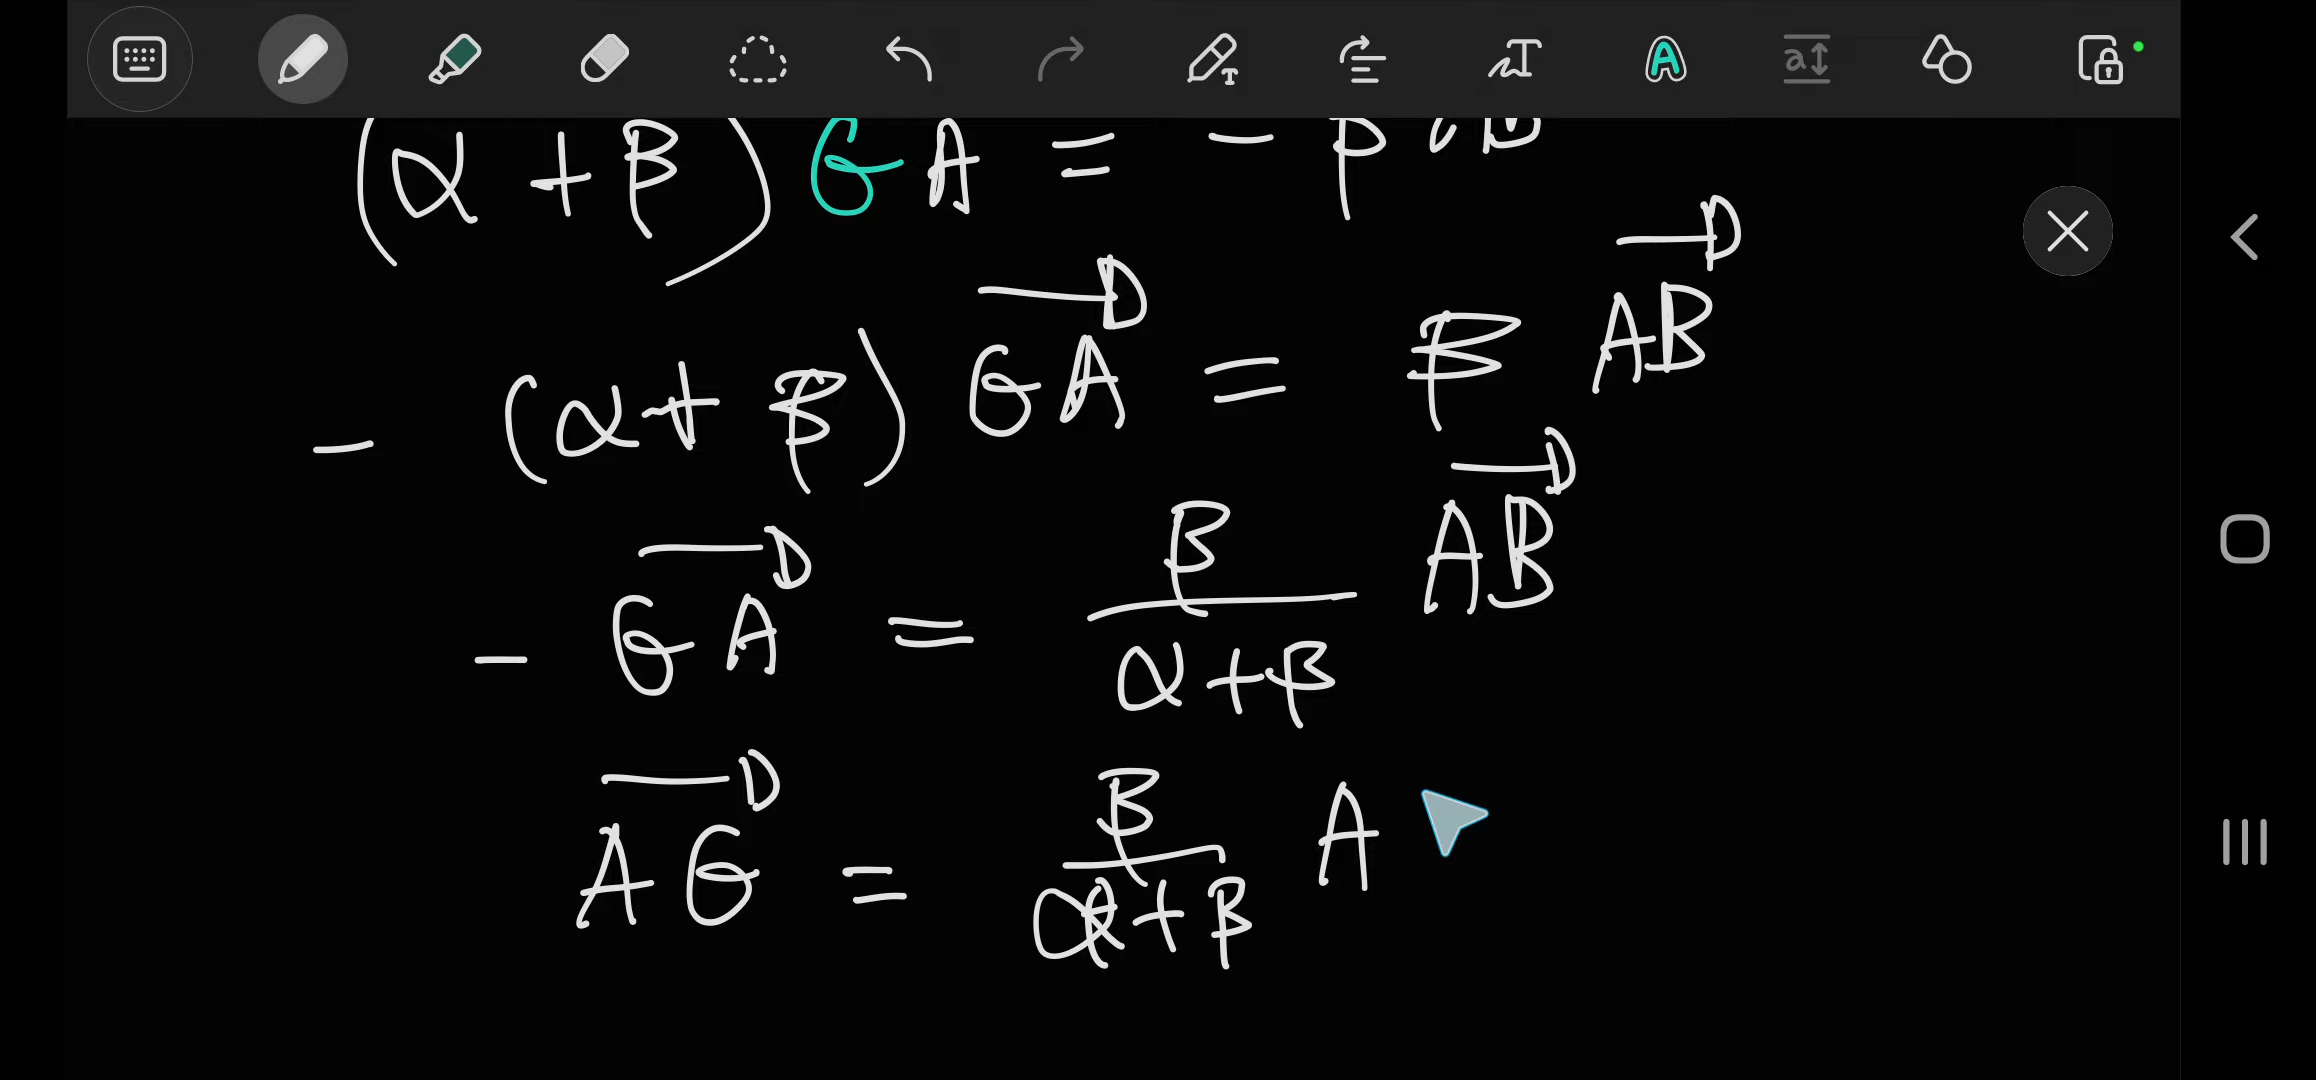 (α + β) GA = - β AB
- (α + β) GA = β AB
- GA = β / α+β AB
AG = β / α+β A